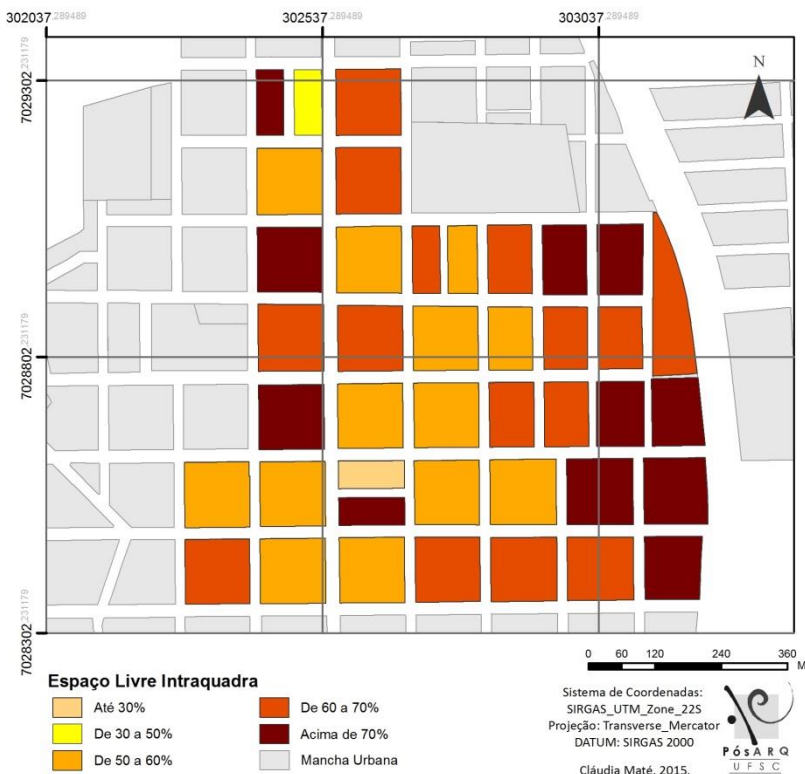 302037,289489 302537,289489 303037,289489
7029302,231179
7028802,231179
7028302,231179
N
0 60 120 240 360
M
Espaço Livre Intraquadra
Até 30%
De 30 a 50%
De 50 a 60%
De 60 a 70%
Acima de 70%
Mancha Urbana
Sistema de Coordenadas:
SIRGAS_UTM_Zone_22S
Projeção: Transverse_Mercator
DATUM: SIRGAS 2000
Cláudia Maté, 2015.
PósARQ
UFSC